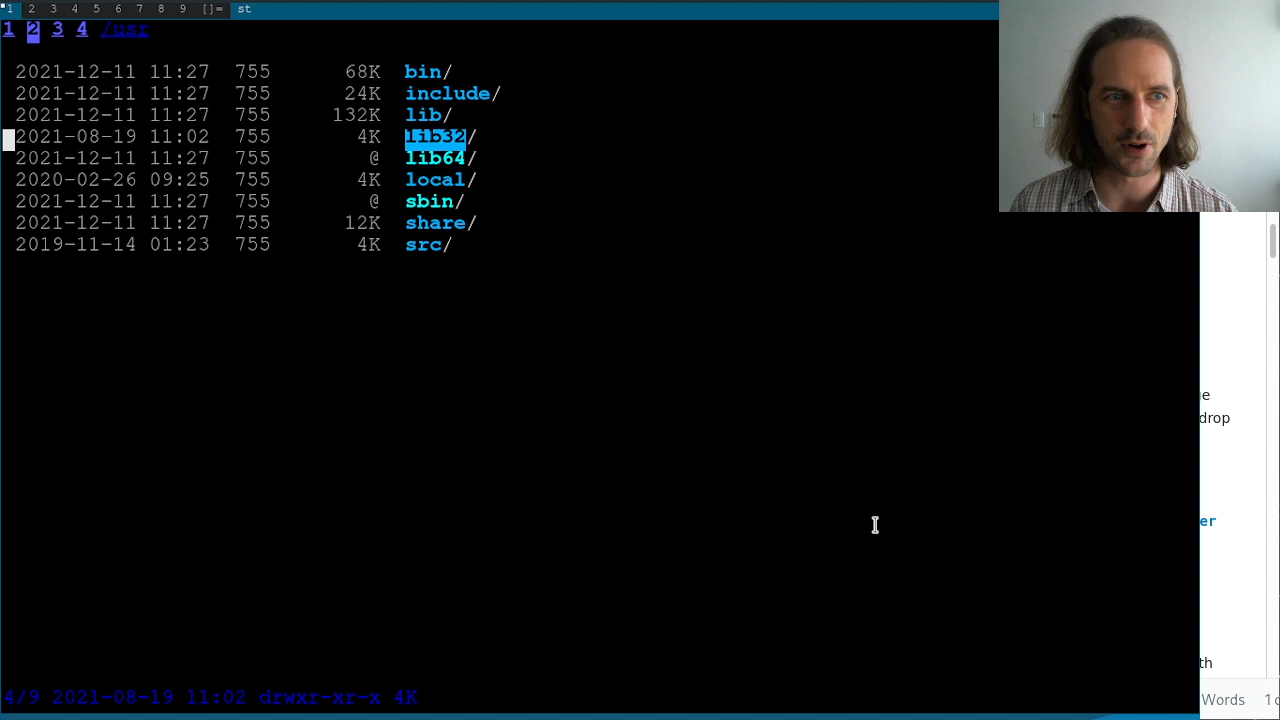 1 2 3 4 5 6 7 8 9 []= st
1 2 3 4 /usr
2021-12-11 11:27 755 68K bin/
2021-12-11 11:27 755 24K include/
2021-12-11 11:27 755 132K lib/
2021-08-19 11:02 755 4K lib32/
2021-12-11 11:27 755 @ lib64/
2020-02-26 09:25 755 4K local/
2021-12-11 11:27 755 @ sbin/
2021-12-11 11:27 755 12K share/
2019-11-14 01:23 755 4K src/
drop
er
th
4/9 2021-08-19 11:02 drwxr-xr-x 4K
Words 1